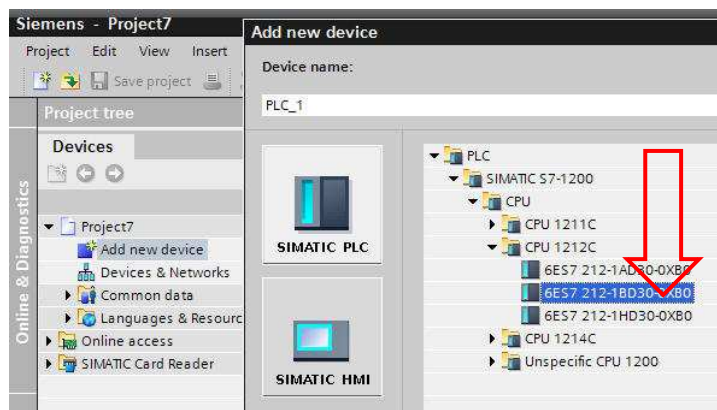 Siemens - Project7
Project Edit View Insert
Save project
Project tree
Devices
Online & Diagnostics
Project7
Add new device
Devices & Networks
Common data
Languages & Resourc
Online access
SIMATIC Card Reader
Add new device
Device name:
PLC_1
SIMATIC PLC
SIMATIC HMI
PLC
SIMATIC S7-1200
CPU
CPU 1211C
CPU 1212C
6ES7 212-1AD30-0XB0
6ES7 212-1BD30-0XB0
6ES7 212-1HD30-0XB0
CPU 1214C
Unspecific CPU 1200